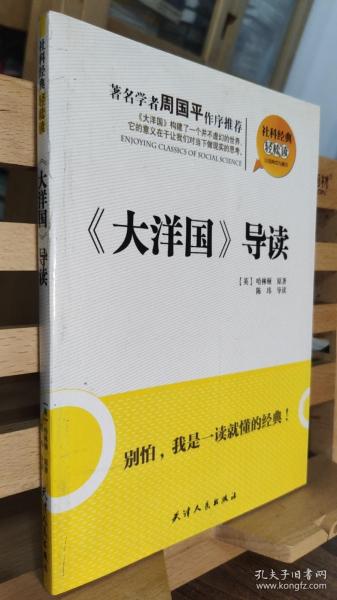 著名学者周国平作序推荐
《大洋国》构建了一个并不虚幻的世界,
它的意义在于让我们对当下做现实的思考。
ENJOYING CLASSICS OF SOCIAL SCIENCE
社科经典
轻松读
《大洋国》导读
[英] 哈林顿 原著
陈玮 导读
别怕,我是一读就懂的经典!
天津人民出版社
社科经典 轻松读
《大洋国》导读
孔夫子旧书网